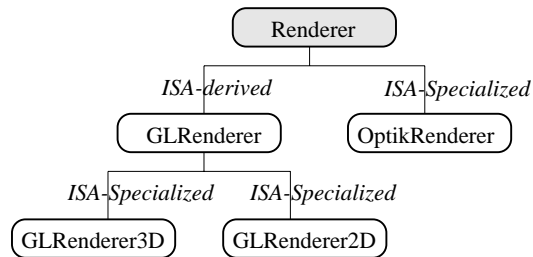 Renderer
ISA-derived
ISA-Specialized
GLRenderer
OptikRenderer
ISA-Specialized
ISA-Specialized
GLRenderer3D
GLRenderer2D